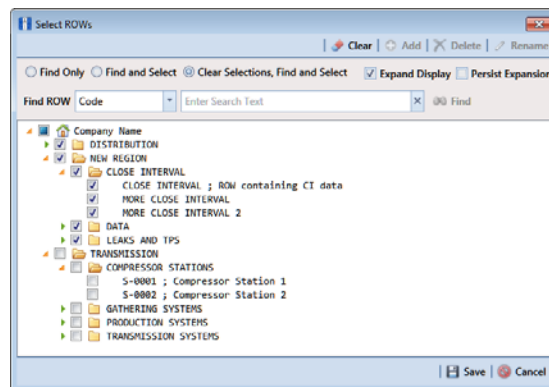 Select ROWs
Clear Add Delete Rename
Find Only Find and Select Clear Selections, Find and Select Expand Display Persist Expansion
Find ROW Code Enter Search Text Find
Company Name
DISTRIBUTION
NEW REGION
CLOSE INTERVAL
CLOSE INTERVAL ; ROW containing CI data
MORE CLOSE INTERVAL
MORE CLOSE INTERVAL 2
DATA
LEAKS AND TPS
TRANSMISSION
COMPRESSOR STATIONS
S-0001 ; Compressor Station 1
S-0002 ; Compressor Station 2
GATHERING SYSTEMS
PRODUCTION SYSTEMS
TRANSMISSION SYSTEMS
Save Cancel